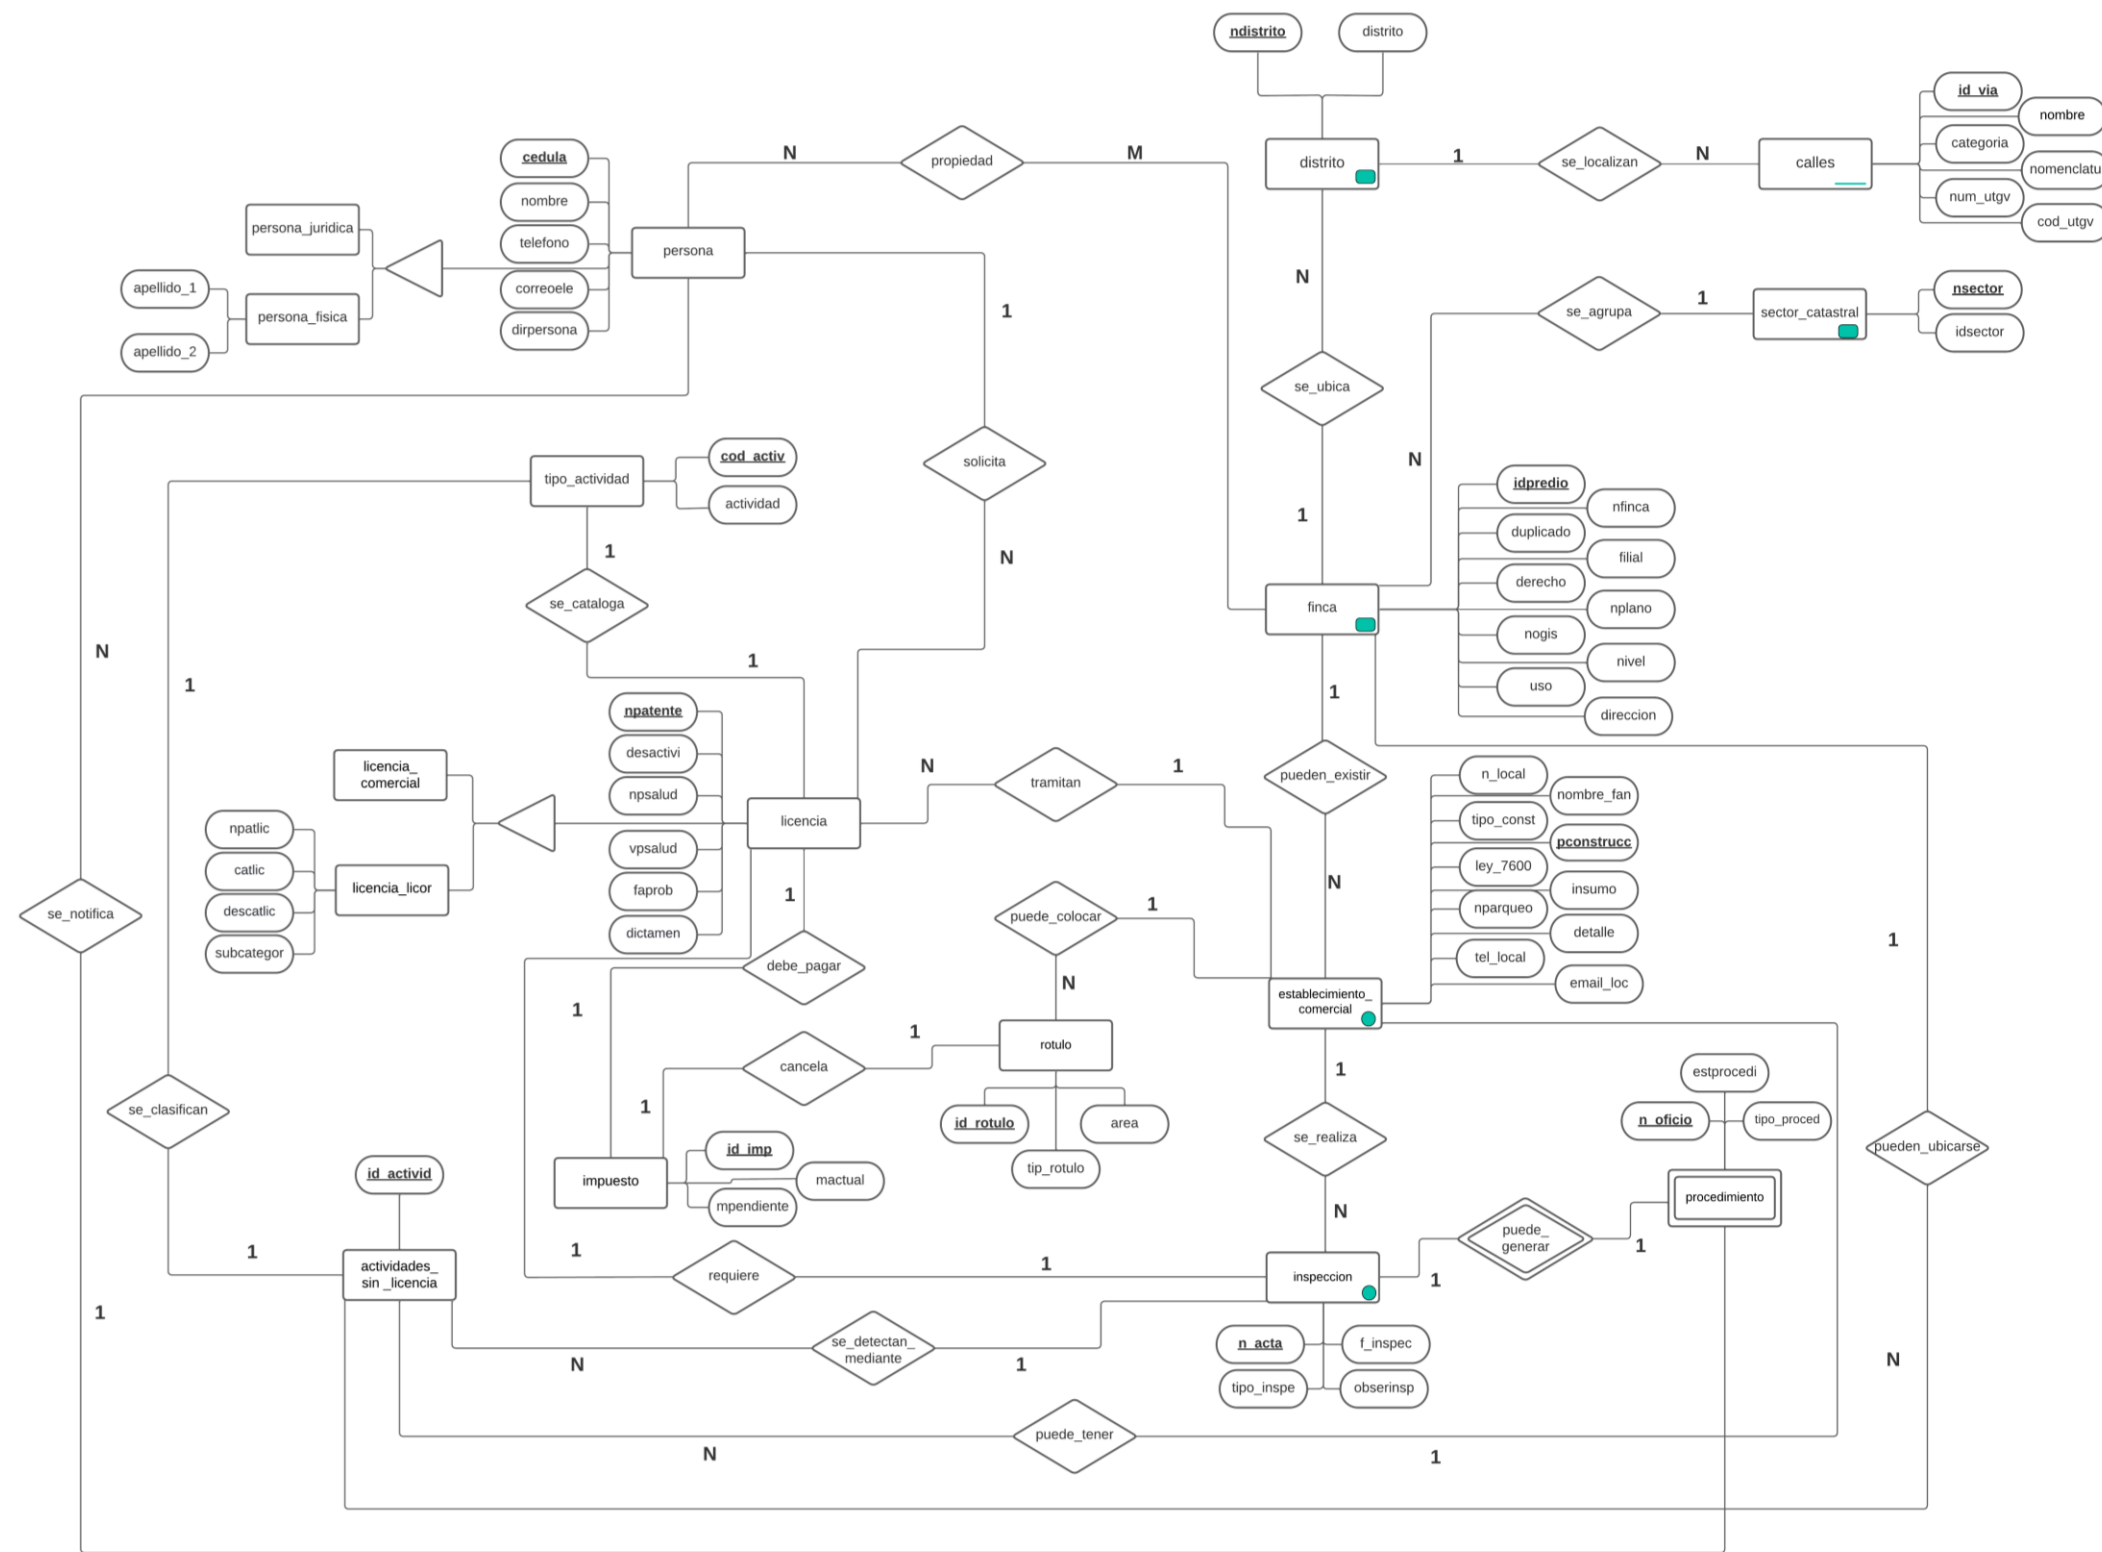 ndistrito
distrito
id_via
nombre
categoria
nomenclatu
num_utgv
cod_utgv
distrito
1
se_localizan
N
calles
cedula
nombre
telefono
correoele
dirpersona
N
propiedad
M
persona_juridica
persona_fisica
apellido_1
apellido_2
persona
1
N
se_agrupa
1
sector_catastral
nsector
idsector
se_ubica
N
1
solicita
N
tipo_actividad
cod_activ
actividad
1
se_cataloga
1
idpredio
nfinca
duplicado
filial
derecho
nplano
nogis
nivel
uso
direccion
finca
1
N
1
npatente
desactivi
npsalud
vpsalud
faprob
dictamen
licencia_
comercial
licencia_licor
npatlic
catlic
descatlic
subcategor
licencia
N
tramitan
1
pueden_existir
N
n_local
nombre_fan
tipo_const
pconstrucc
ley_7600
insumo
nparqueo
detalle
tel_local
email_loc
se_notifica
1
debe_pagar
1
puede_colocar
1
N
establecimiento_
comercial
1
rotulo
1
cancela
1
id_rotulo
area
tip_rotulo
se_clasifican
1
se_realiza
N
estprocedi
n_oficio
tipo_proced
procedimiento
pueden_ubicarse
1
N
id_imp
mactual
mpendiente
impuesto
id_activid
actividades_
sin _licencia
1
1
requiere
1
inspeccion
1
puede_
generar
1
n_acta
f_inspec
tipo_inspe
obserinsp
1
N
se_detectan_
mediante
1
N
puede_tener
1